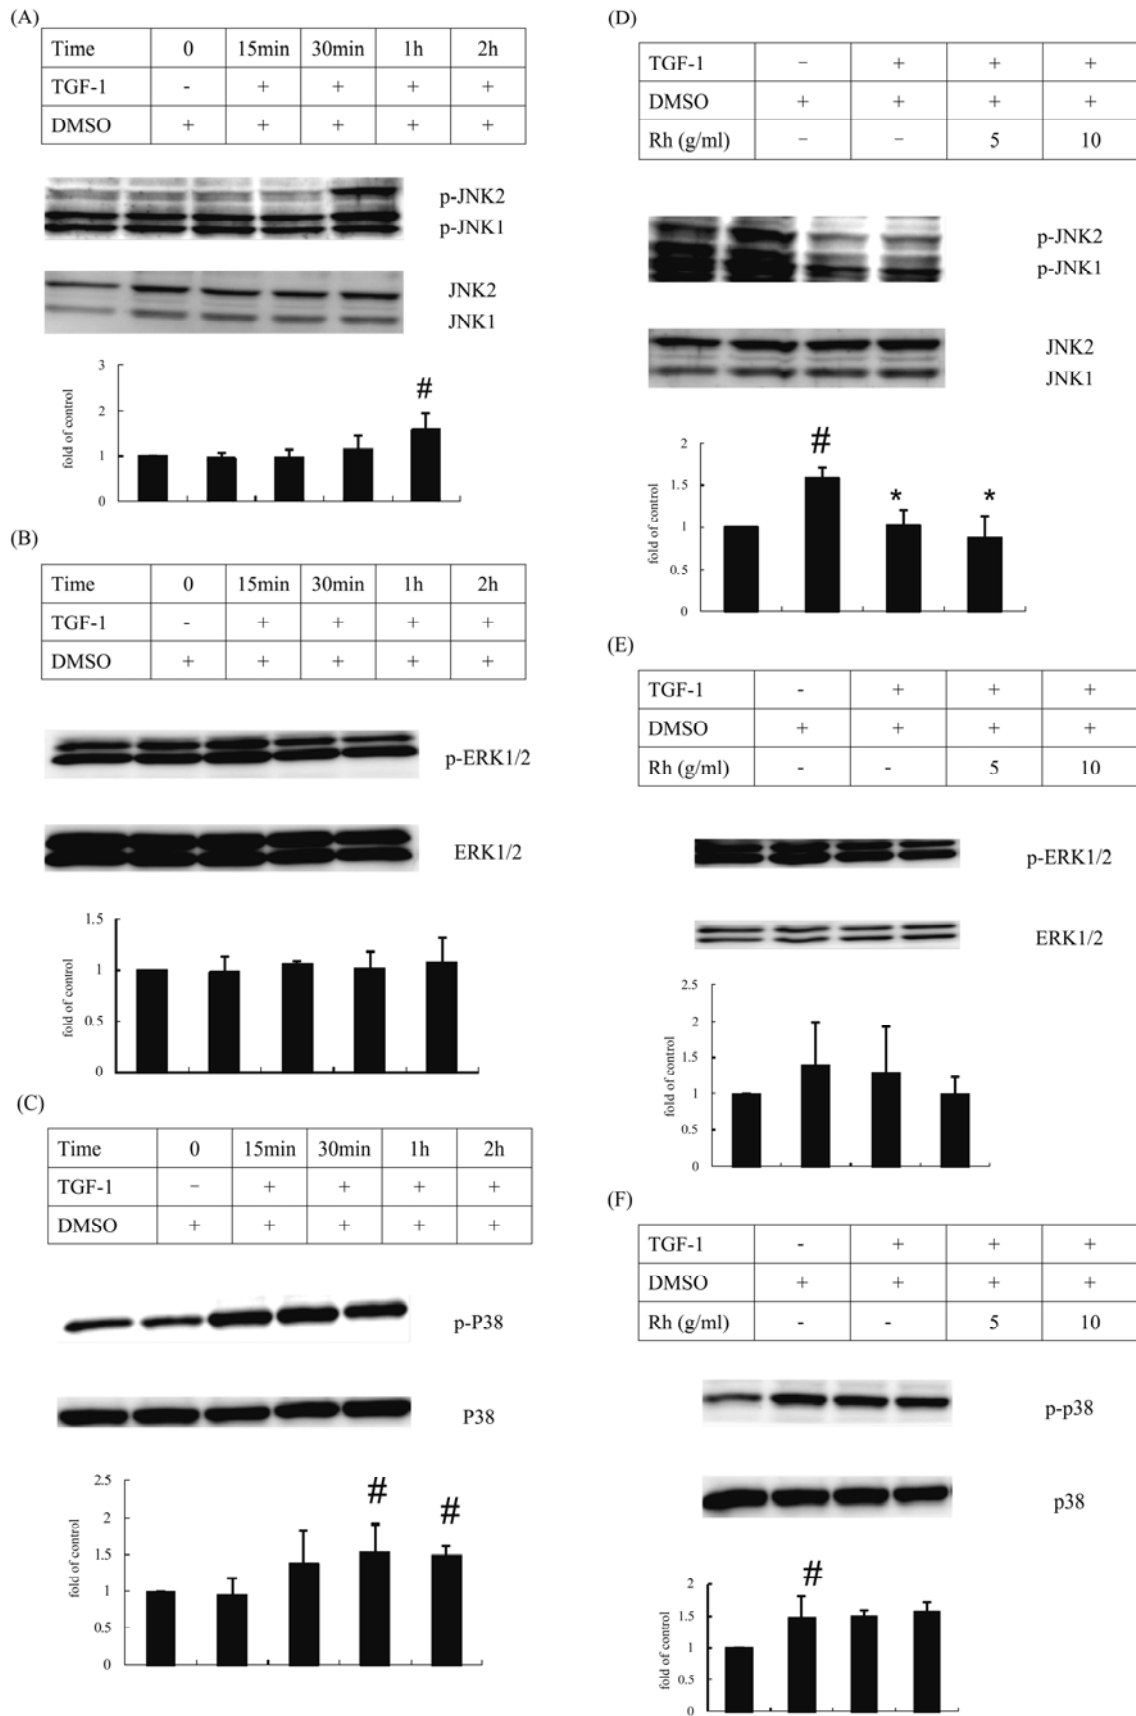 (A)
Time 0 15min 30min 1h 2h
TGF-1 - + + + +
DMSO + + + + +
p-JNK2
p-JNK1
JNK2
JNK1
3
2
1
0
fold of control
#
(B)
Time 0 15min 30min 1h 2h
TGF-1 - + + + +
DMSO + + + + +
p-ERK1/2
ERK1/2
1.5
1
0.5
0
fold of control
(C)
Time 0 15min 30min 1h 2h
TGF-1 - + + + +
DMSO + + + + +
p-P38
P38
2.5
2
1.5
1
0.5
0
fold of control
# #
(D)
TGF-1 - + + +
DMSO + + + +
Rh (g/ml) - - 5 10
p-JNK2
p-JNK1
JNK2
JNK1
2
1.5
1
0.5
0
fold of control
# * *
(E)
TGF-1 - + + +
DMSO + + + +
Rh (g/ml) - - 5 10
p-ERK1/2
ERK1/2
2.5
2
1.5
1
0.5
0
fold of control
(F)
TGF-1 - + + +
DMSO + + + +
Rh (g/ml) - - 5 10
p-p38
p38
2
1.5
1
0.5
0
fold of control
#